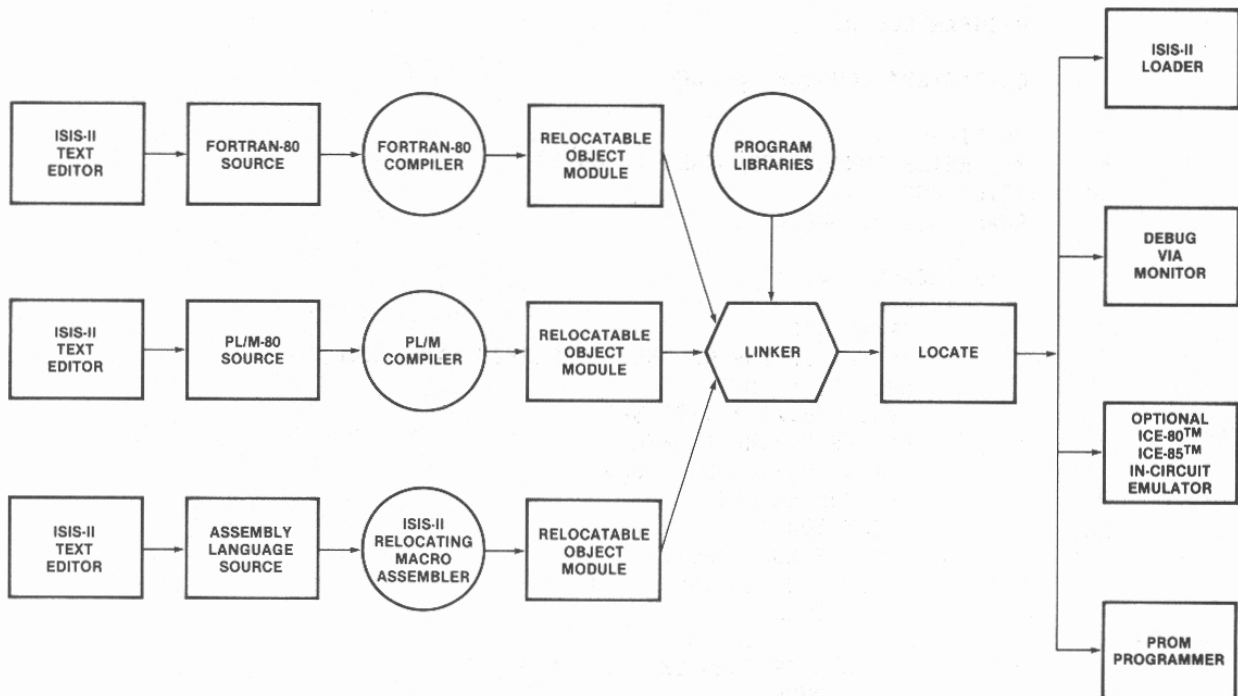 ISIS-II
TEXT
EDITOR
FORTRAN-80
SOURCE
FORTRAN-80
COMPILER
RELOCATABLE
OBJECT
MODULE
PROGRAM
LIBRARIES
ISIS-II
TEXT
EDITOR
PL/M-80
SOURCE
PL/M
COMPILER
RELOCATABLE
OBJECT
MODULE
LINKER
LOCATE
ISIS-II
TEXT
EDITOR
ASSEMBLY
LANGUAGE
SOURCE
ISIS-II
RELOCATING
MACRO
ASSEMBLER
RELOCATABLE
OBJECT
MODULE
ISIS-II
LOADER
DEBUG
VIA
MONITOR
OPTIONAL
ICE-80™
ICE-85™
IN-CIRCUIT
EMULATOR
PROM
PROGRAMMER